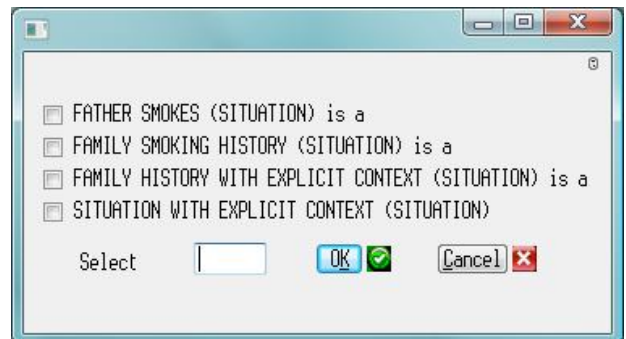 FATHER SMOKES (SITUATION) is a
FAMILY SMOKING HISTORY (SITUATION) is a
FAMILY HISTORY WITH EXPLICIT CONTEXT (SITUATION) is a
SITUATION WITH EXPLICIT CONTEXT (SITUATION)
Select OK Cancel